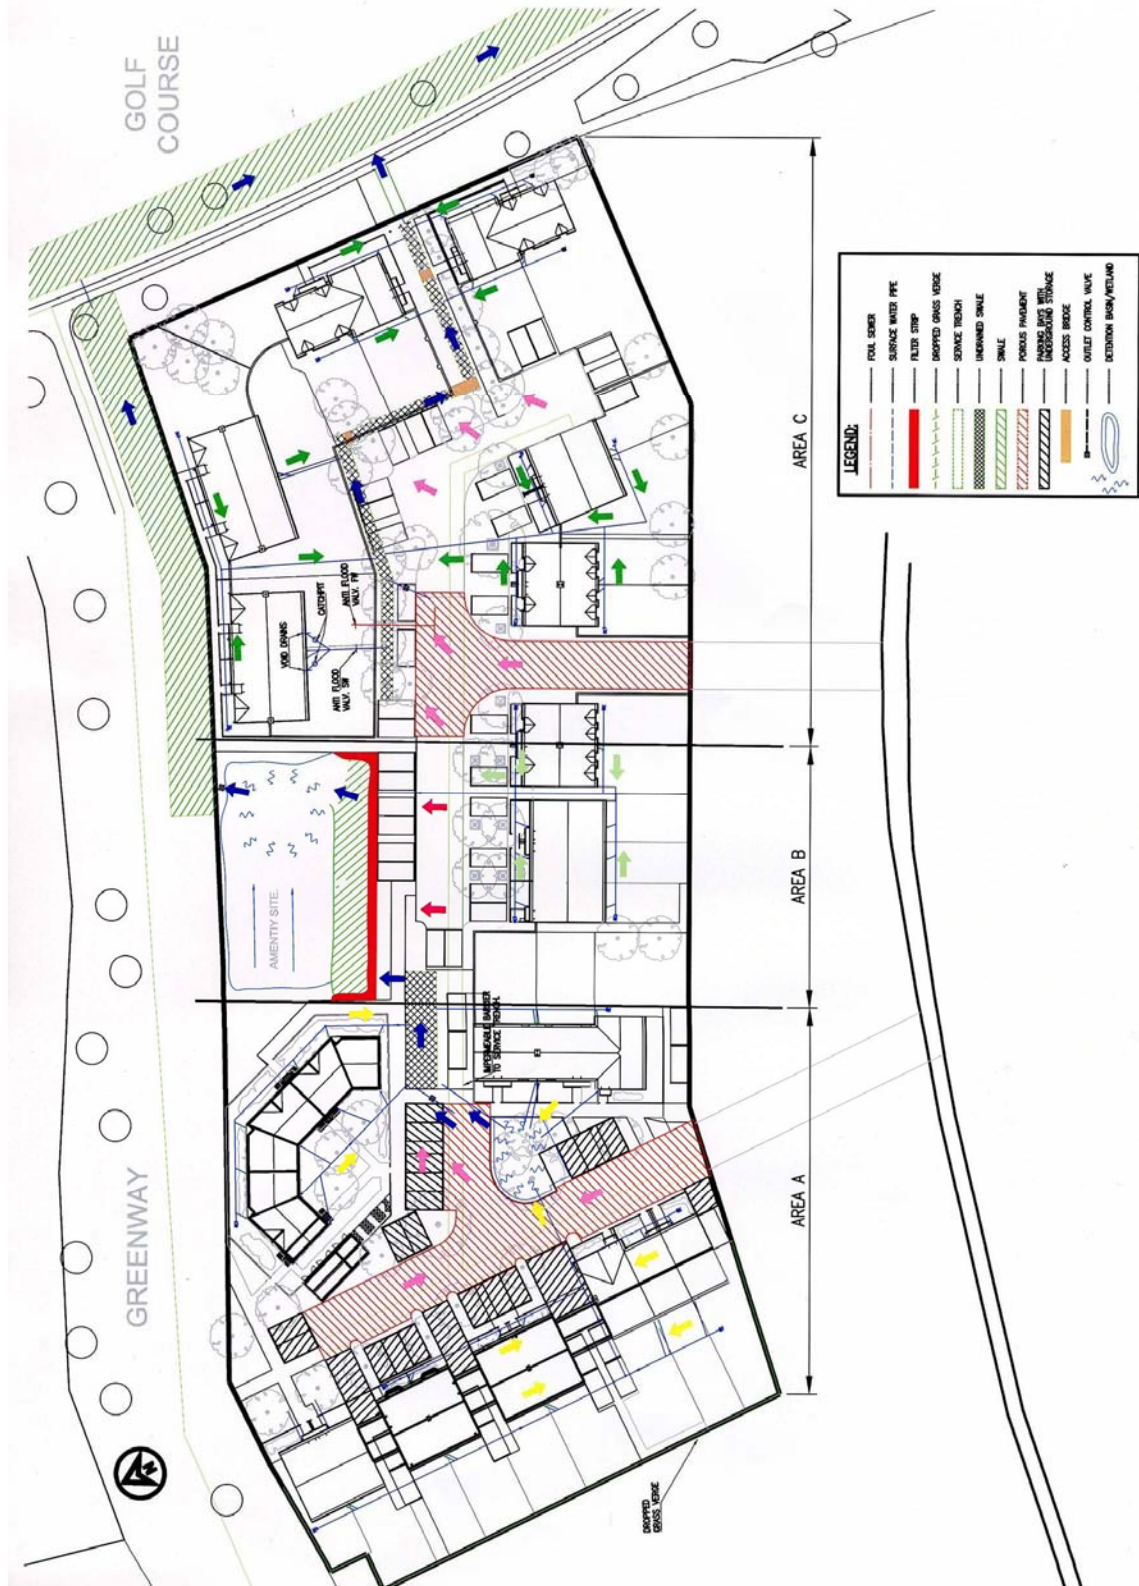 GOLF
COURSE
GREENWAY
AMENTIY SITE.
VOID DRAINS
CATCHPIT
ANTI FLOOD
VALV. FW
ANTI FLOOD
VALV. SW
IMPERMEABLE BARRIER
TO SERVICE TRENCH.
DROPPED
GRASS VERGE
AREA A
AREA B
AREA C
N
LEGEND:
FOUL SEWER
SURFACE WATER PIPE
FILTER STRIP
DROPPED GRASS VERGE
SERVICE TRENCH
UNDRAINED SWALE
SWALE
POROUS PAVEMENT
PARKING BAYS WITH
UNDERGROUND STORAGE
ACCESS BRIDGE
OUTLET CONTROL VALVE
DETENTION BASIN/WETLAND